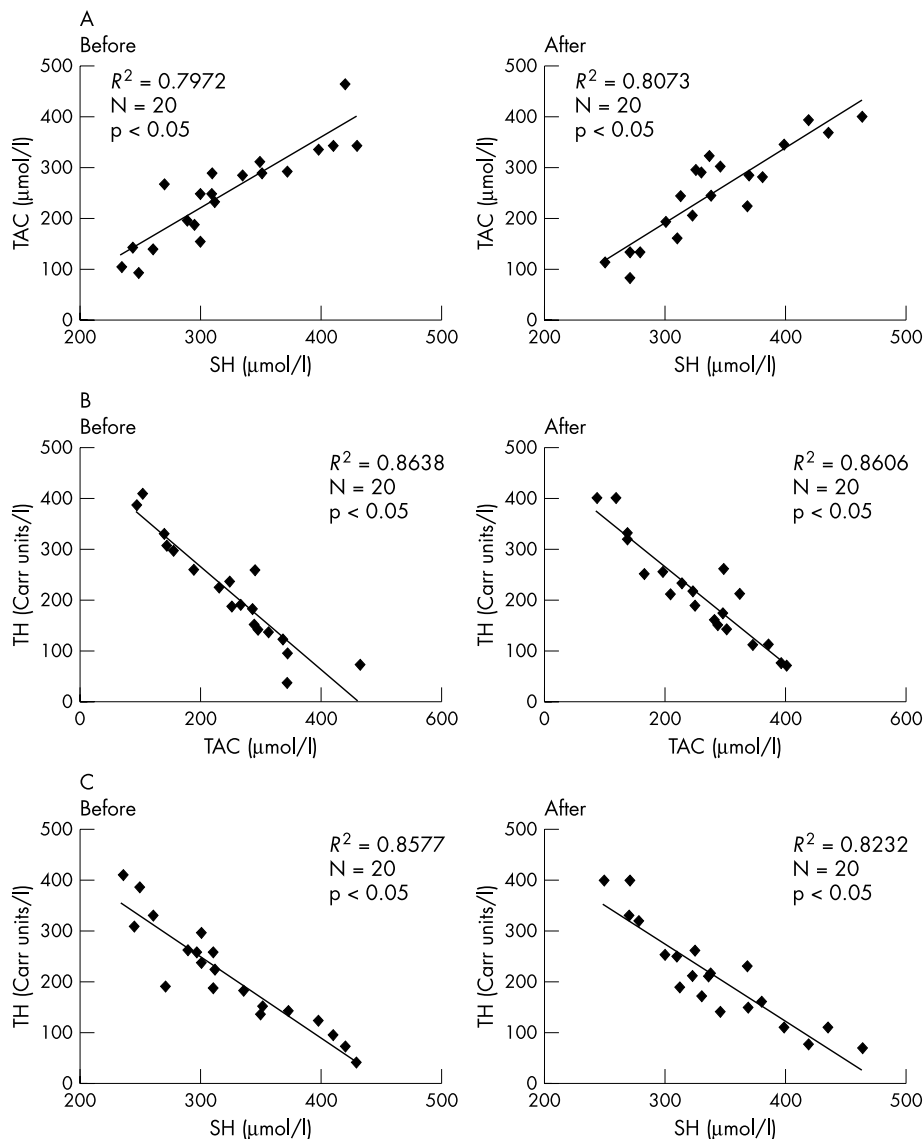 A
Before
R² = 0.7972
N = 20
p < 0.05
TAC (μmol/l)
500
400
300
200
100
0
200
300
400
500
SH (μmol/l)
After
R² = 0.8073
N = 20
p < 0.05
TAC (μmol/l)
500
400
300
200
100
0
200
300
400
500
SH (μmol/l)
B
Before
R² = 0.8638
N = 20
p < 0.05
TH (Carr units/l)
500
400
300
200
100
0
0
200
400
600
TAC (μmol/l)
After
R² = 0.8606
N = 20
p < 0.05
TH (Carr units/l)
500
400
300
200
100
0
0
200
400
600
TAC (μmol/l)
C
Before
R² = 0.8577
N = 20
p < 0.05
TH (Carr units/l)
500
400
300
200
100
0
200
300
400
500
SH (μmol/l)
After
R² = 0.8232
N = 20
p < 0.05
TH (Carr units/l)
500
400
300
200
100
0
200
300
400
500
SH (μmol/l)